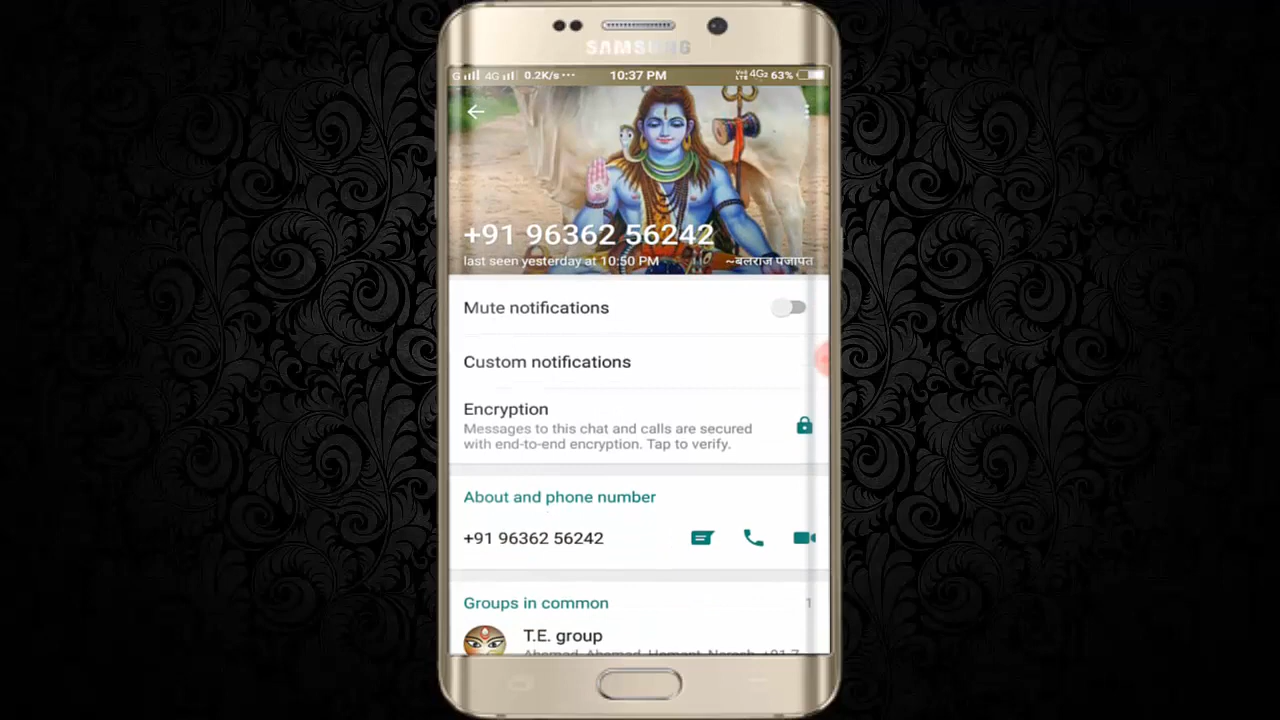 SAMSUNG
G 4G 0.2K/s ··· 10:37 PM VoLTE 4G2 63%
+91 96362 56242
last seen yesterday at 10:50 PM ~बलराज पजापत
Mute notifications
Custom notifications
Encryption
Messages to this chat and calls are secured
with end-to-end encryption. Tap to verify.
About and phone number
+91 96362 56242
Groups in common 1
T.E. group